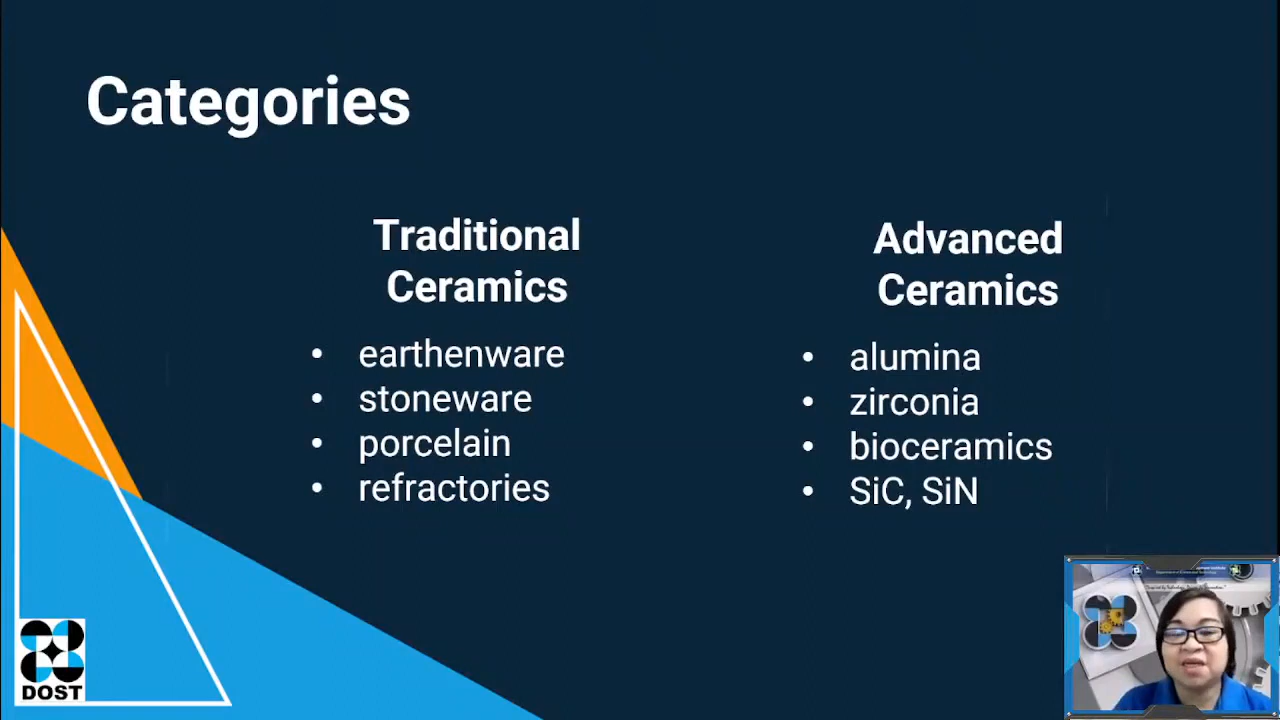 Categories
Traditional
Ceramics
• earthenware
• stoneware
• porcelain
• refractories
Advanced
Ceramics
• alumina
• zirconia
• bioceramics
• SiC, SiN
DOST